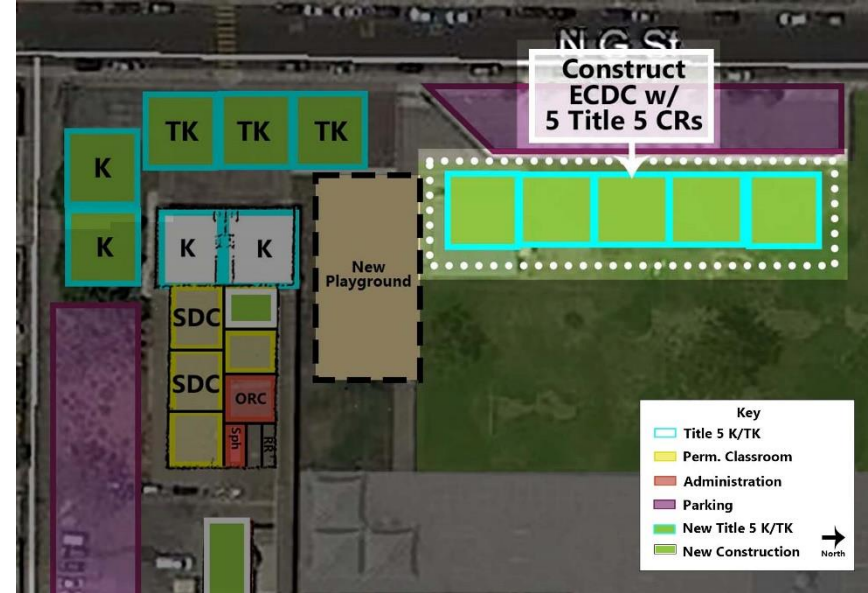 N G St
Construct
ECDC w/
5 Title 5 CRs
TK
TK
TK
K
K
K
K
New
Playground
SDC
SDC
ORC
Sph
RR
Key
Title 5 K/TK
Perm. Classroom
Administration
Parking
New Title 5 K/TK
New Construction
North